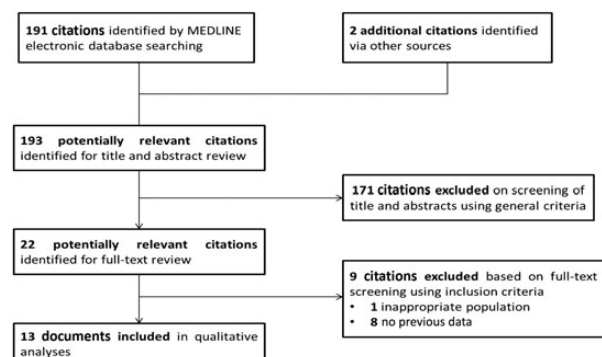 191 citations identified by MEDLINE
electronic database searching
2 additional citations identified
via other sources
193 potentially relevant citations
identified for title and abstract review
171 citations excluded on screening of
title and abstracts using general criteria
22 potentially relevant citations
identified for full-text review
9 citations excluded based on full-text
screening using inclusion criteria
• 1 inappropriate population
• 8 no previous data
13 documents included in qualitative
analyses